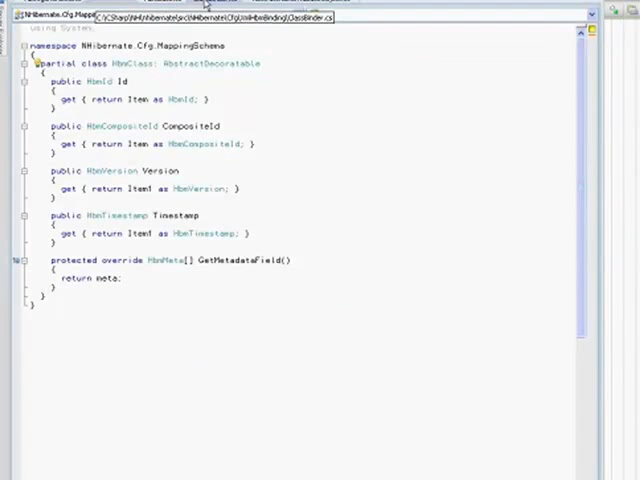 NHibernate.Cfg.Mapp
C:\CSharp\NH\nhibernate\src\NHibernate\Cfg\XmlHbmBinding\ClassBinder.cs
using System;
namespace NHibernate.Cfg.MappingSchema
{
partial class HbmClass: AbstractDecoratable
{
public HbmId Id
{
get { return Item as HbmId; }
}
public HbmCompositeId CompositeId
{
get { return Item as HbmCompositeId; }
}
public HbmVersion Version
{
get { return Item1 as HbmVersion; }
}
public HbmTimestamp Timestamp
{
get { return Item1 as HbmTimestamp; }
}
protected override HbmMeta[] GetMetadataField()
{
return meta;
}
}
}